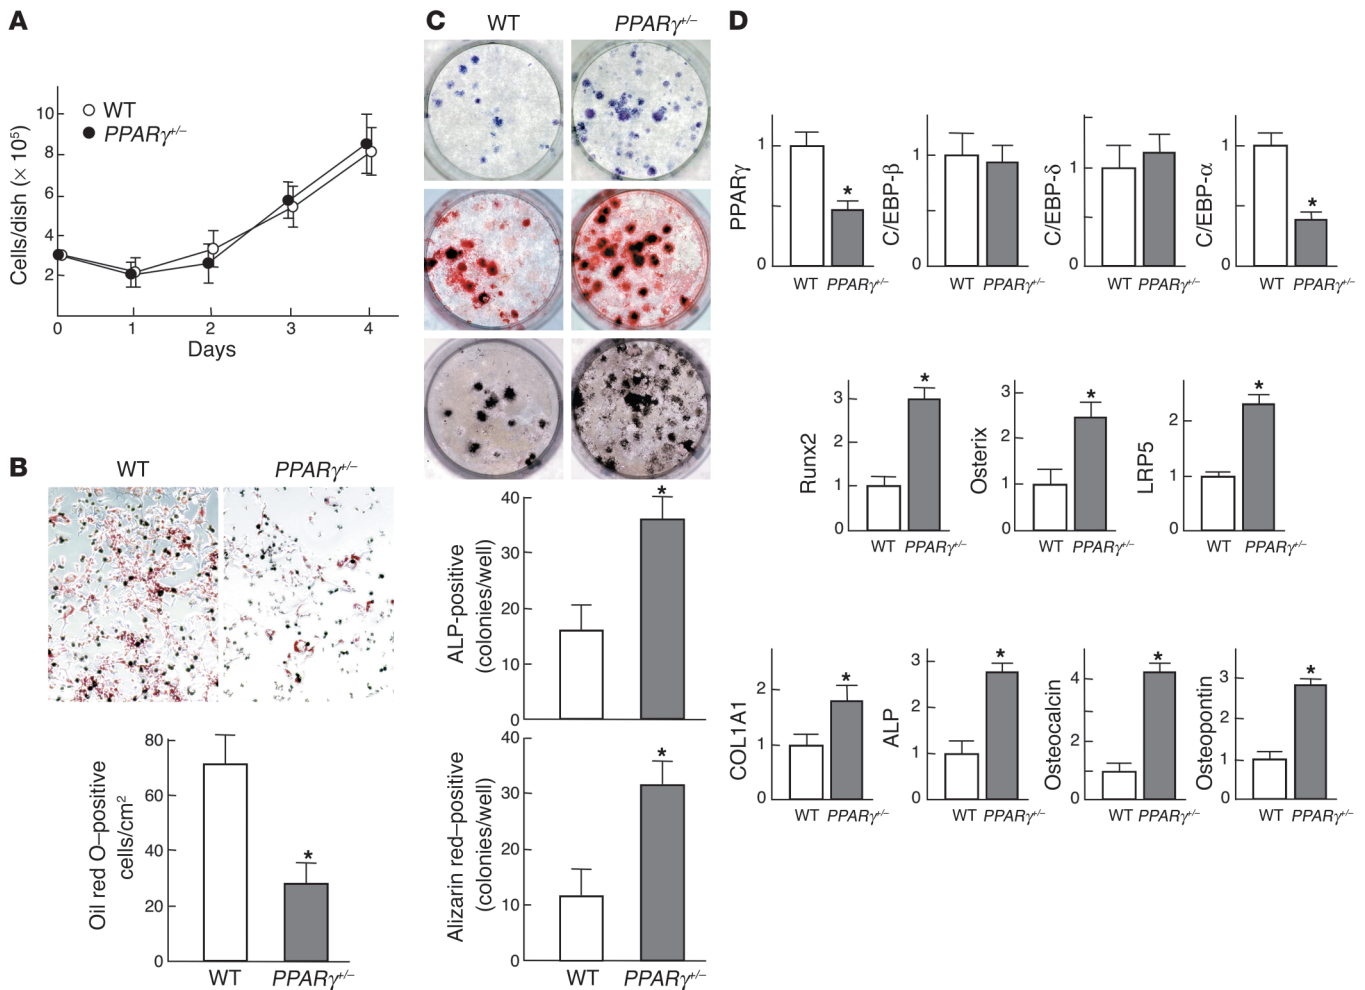 A
WT
PPARγ+/–
Cells/dish (× 10⁵)
10
8
6
4
2
0 1 2 3 4
Days
B
WT PPARγ+/–
Oil red O–positive
cells/cm²
80
60
40
20
0
*
WT PPARγ+/–
C
WT PPARγ+/–
ALP-positive
(colonies/well)
40
30
20
10
0
*
Alizarin red–positive
(colonies/well)
40
30
20
10
0
*
WT PPARγ+/–
D
PPARγ
1
0
*
WT PPARγ+/–
C/EBP-β
1
0
WT PPARγ+/–
C/EBP-δ
1
0
WT PPARγ+/–
C/EBP-α
1
0
*
WT PPARγ+/–
Runx2
3
2
1
0
*
WT PPARγ+/–
Osterix
3
2
1
0
*
WT PPARγ+/–
LRP5
2
1
0
*
WT PPARγ+/–
COL1A1
2
1
0
*
WT PPARγ+/–
ALP
3
2
1
0
*
WT PPARγ+/–
Osteocalcin
4
2
1
0
*
WT PPARγ+/–
Osteopontin
3
2
1
0
*
WT PPARγ+/–